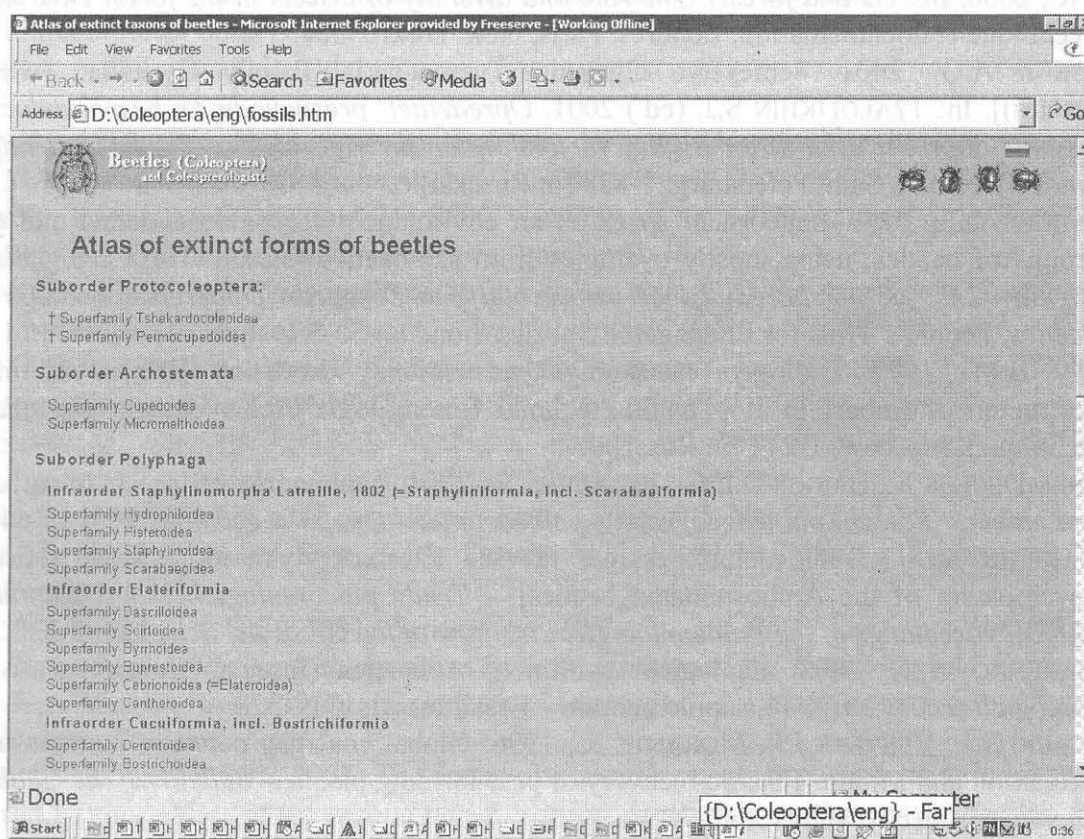 Atlas of extinct taxons of beetles - Microsoft Internet Explorer provided by Freeserve - [Working Offline]
File Edit View Favorites Tools Help
Back Search Favorites Media
Address D:\Coleoptera\eng\fossils.htm Go
Beetles (Coleoptera)
and Coleopterologists
Atlas of extinct forms of beetles
Suborder Protocoleoptera:
† Superfamily Tshekardocoleoidea
† Superfamily Permocupedoidea
Suborder Archostemata
Superfamily Cupedoidea
Superfamily Micromalthoidea
Suborder Polyphaga
Infraorder Staphylinomorpha Latreille, 1802 (=Staphyliniformia, incl. Scarabaeiformia)
Superfamily Hydrophiloidea
Superfamily Histeroidea
Superfamily Staphylinoidea
Superfamily Scarabaeoidea
Infraorder Elateriformia
Superfamily Dascilloidea
Superfamily Scirtoidea
Superfamily Byrrhoidea
Superfamily Buprestoidea
Superfamily Cebrionoidea (=Elateroidea)
Superfamily Cantheroidea
Infraorder Cucuiformia, incl. Bostrichiformia
Superfamily Derontoidea
Superfamily Bostrichoidea
Done My Computer
{D:\Coleoptera\eng} - Far
Start 0:36